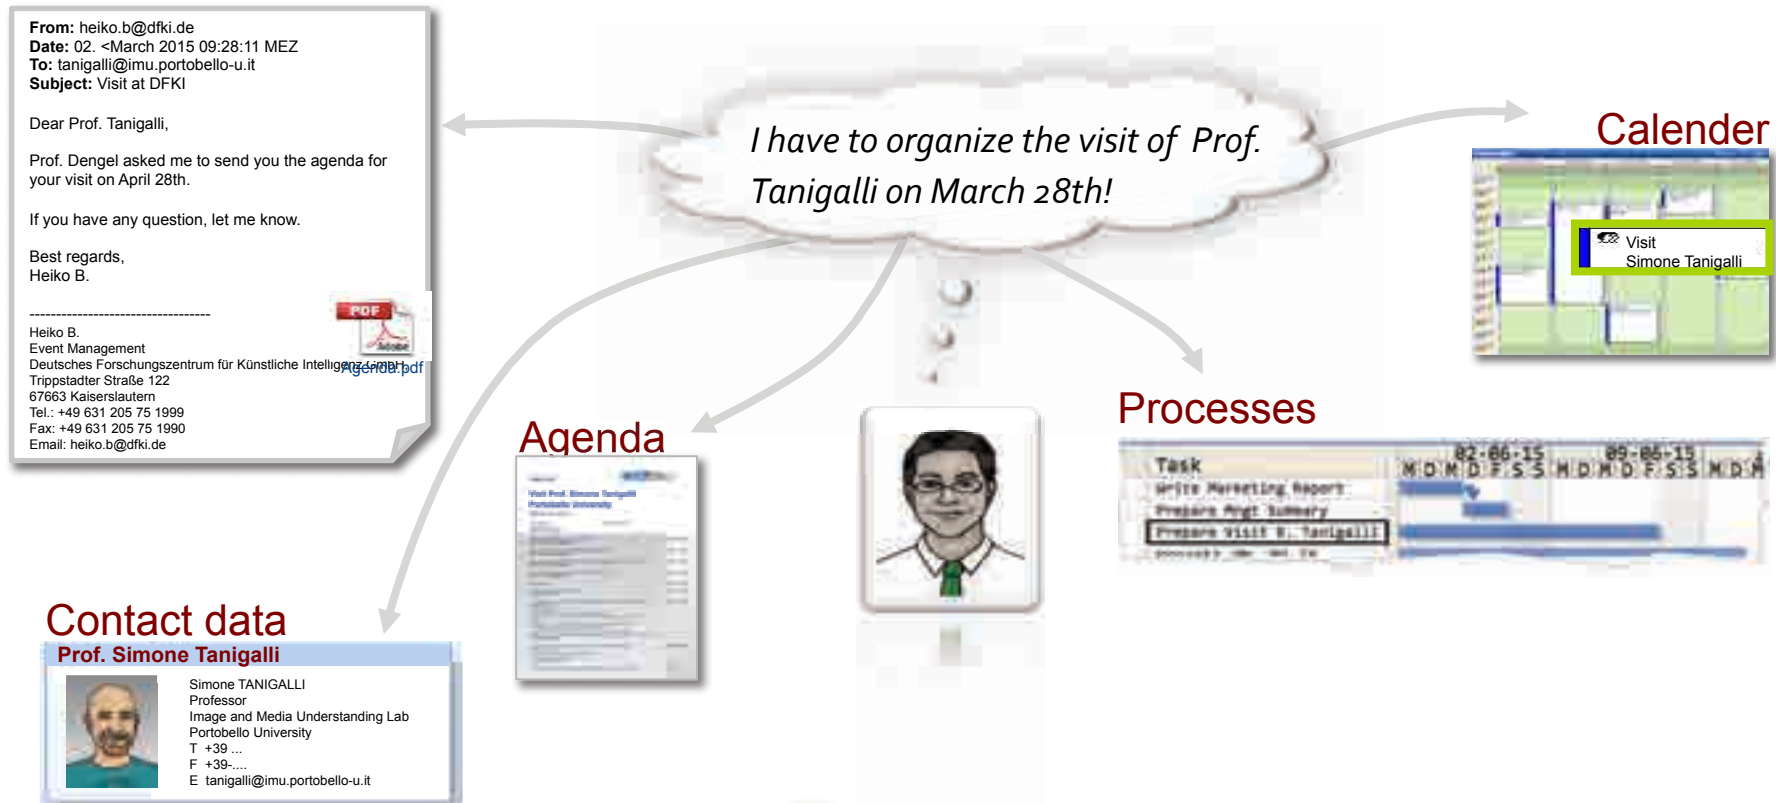 From: heiko.b@dfki.de
Date: 02. <March 2015 09:28:11 MEZ
To: tanigalli@imu.portobello-u.it
Subject: Visit at DFKI
Dear Prof. Tanigalli,
Prof. Dengel asked me to send you the agenda for
your visit on April 28th.
If you have any question, let me know.
Best regards,
Heiko B.
-----------------------------------
Heiko B.
Event Management
Deutsches Forschungszentrum für Künstliche Intelligenz GmbH,
Trippstadter Straße 122
67663 Kaiserslautern
Tel.: +49 631 205 75 1999
Fax: +49 631 205 75 1990
Email: heiko.b@dfki.de
PDF
Adobe
Agenda.pdf
I have to organize the visit of Prof.
Tanigalli on March 28th!
Calender
Visit
Simone Tanigalli
Agenda
Visit Prof. Simone Tanigalli
Portobello University
Processes
Task
02-06-15 09-06-15
M D M D F S S M D M D F S S M D M
Write Marketing Report
Prepare Mngt Summary
Prepare Visit R. Tanigalli
Contact data
Prof. Simone Tanigalli
Simone TANIGALLI
Professor
Image and Media Understanding Lab
Portobello University
T +39 ...
F +39-....
E tanigalli@imu.portobello-u.it